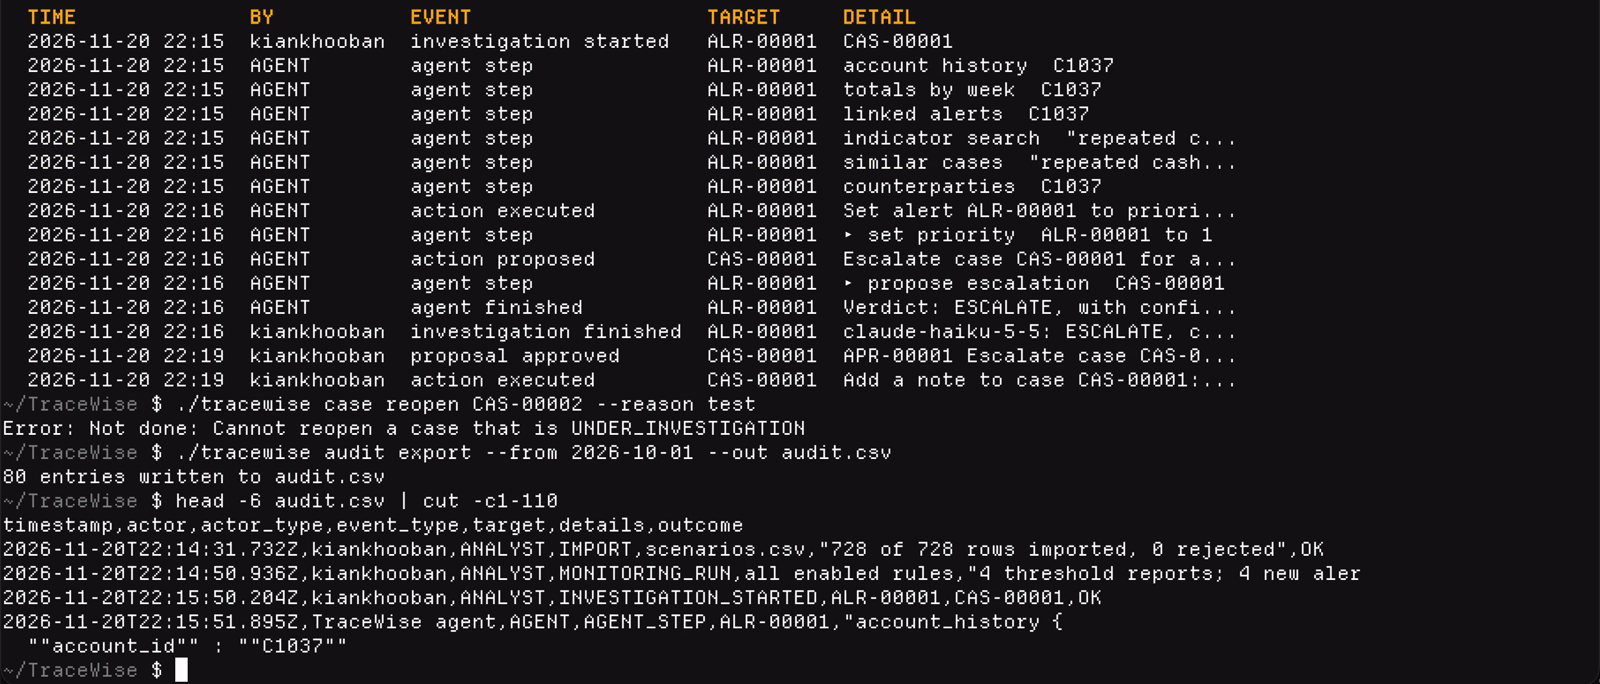 TIME BY EVENT TARGET DETAIL
2026-11-20 22:15 kiankhooban investigation started ALR-00001 CAS-00001
2026-11-20 22:15 AGENT agent step ALR-00001 account history C1037
2026-11-20 22:15 AGENT agent step ALR-00001 totals by week C1037
2026-11-20 22:15 AGENT agent step ALR-00001 linked alerts C1037
2026-11-20 22:15 AGENT agent step ALR-00001 indicator search "repeated c...
2026-11-20 22:15 AGENT agent step ALR-00001 similar cases "repeated cash...
2026-11-20 22:15 AGENT agent step ALR-00001 counterparties C1037
2026-11-20 22:16 AGENT action executed ALR-00001 Set alert ALR-00001 to priori...
2026-11-20 22:16 AGENT agent step ALR-00001 ‣ set priority ALR-00001 to 1
2026-11-20 22:16 AGENT action proposed CAS-00001 Escalate case CAS-00001 for a...
2026-11-20 22:16 AGENT agent step ALR-00001 ‣ propose escalation CAS-00001
2026-11-20 22:16 AGENT agent finished ALR-00001 Verdict: ESCALATE, with confi...
2026-11-20 22:16 kiankhooban investigation finished ALR-00001 claude-haiku-5-5: ESCALATE, c...
2026-11-20 22:19 kiankhooban proposal approved CAS-00001 APR-00001 Escalate case CAS-0...
2026-11-20 22:19 kiankhooban action executed CAS-00001 Add a note to case CAS-00001:...
~/TraceWise $ ./tracewise case reopen CAS-00002 --reason test
Error: Not done: Cannot reopen a case that is UNDER_INVESTIGATION
~/TraceWise $ ./tracewise audit export --from 2026-10-01 --out audit.csv
80 entries written to audit.csv
~/TraceWise $ head -6 audit.csv | cut -c1-110
timestamp,actor,actor_type,event_type,target,details,outcome
2026-11-20T22:14:31.732Z,kiankhooban,ANALYST,IMPORT,scenarios.csv,"728 of 728 rows imported, 0 rejected",OK
2026-11-20T22:14:50.936Z,kiankhooban,ANALYST,MONITORING_RUN,all enabled rules,"4 threshold reports; 4 new aler
2026-11-20T22:15:50.204Z,kiankhooban,ANALYST,INVESTIGATION_STARTED,ALR-00001,CAS-00001,OK
2026-11-20T22:15:51.895Z,TraceWise agent,AGENT,AGENT_STEP,ALR-00001,"account_history {
""account_id"" : ""C1037""
~/TraceWise $